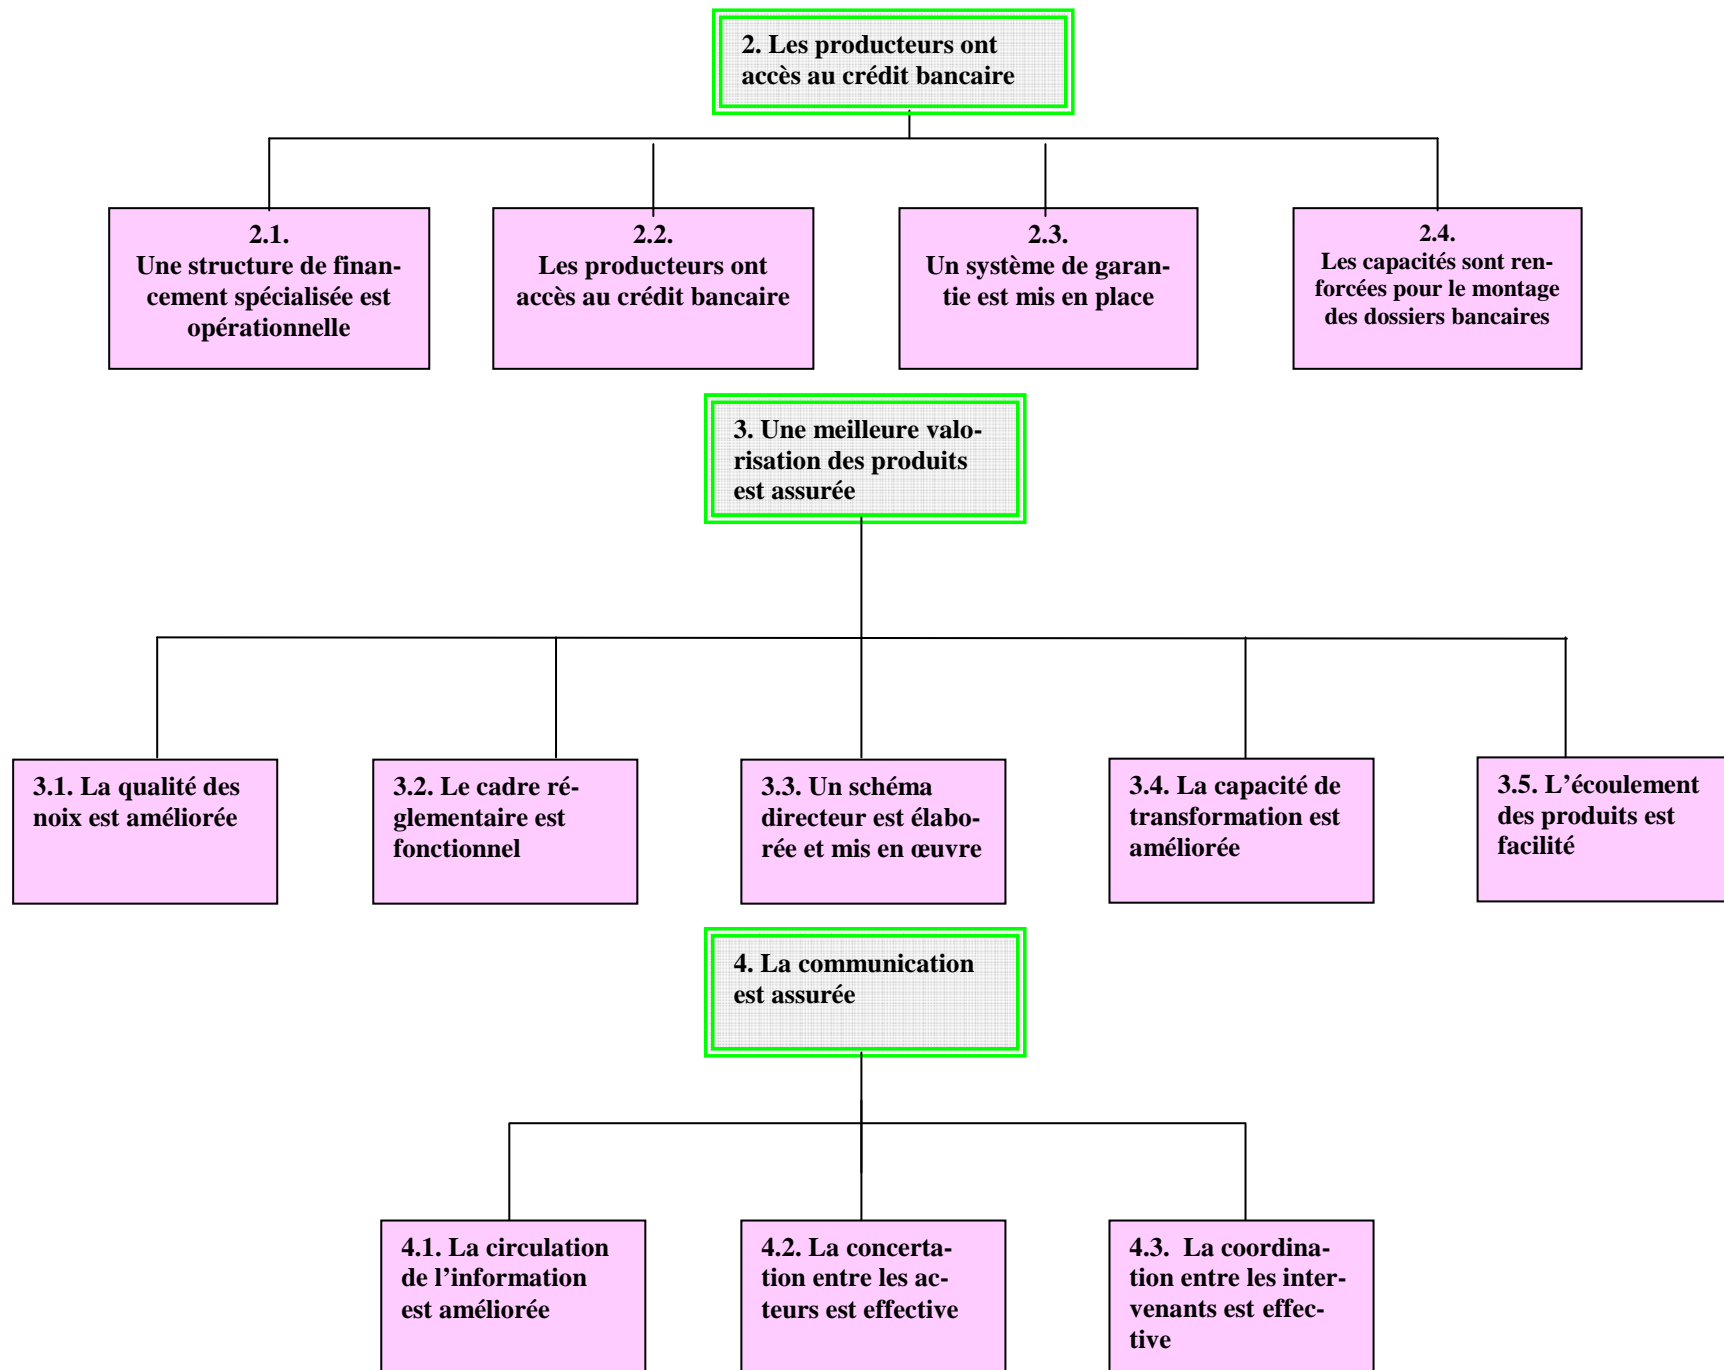 2. Les producteurs ont
accès au crédit bancaire
2.1.
Une structure de finan-
cement spécialisée est
opérationnelle
2.2.
Les producteurs ont
accès au crédit bancaire
2.3.
Un système de garan-
tie est mis en place
2.4.
Les capacités sont ren-
forcées pour le montage
des dossiers bancaires
3. Une meilleure valo-
risation des produits
est assurée
3.1. La qualité des
noix est améliorée
3.2. Le cadre ré-
glementaire est
fonctionnel
3.3. Un schéma
directeur est élabo-
rée et mis en œuvre
3.4. La capacité de
transformation est
améliorée
3.5. L’écoulement
des produits est
facilité
4. La communication
est assurée
4.1. La circulation
de l’information
est améliorée
4.2. La concerta-
tion entre les ac-
teurs est effective
4.3. La coordina-
tion entre les inter-
venants est effec-
tive